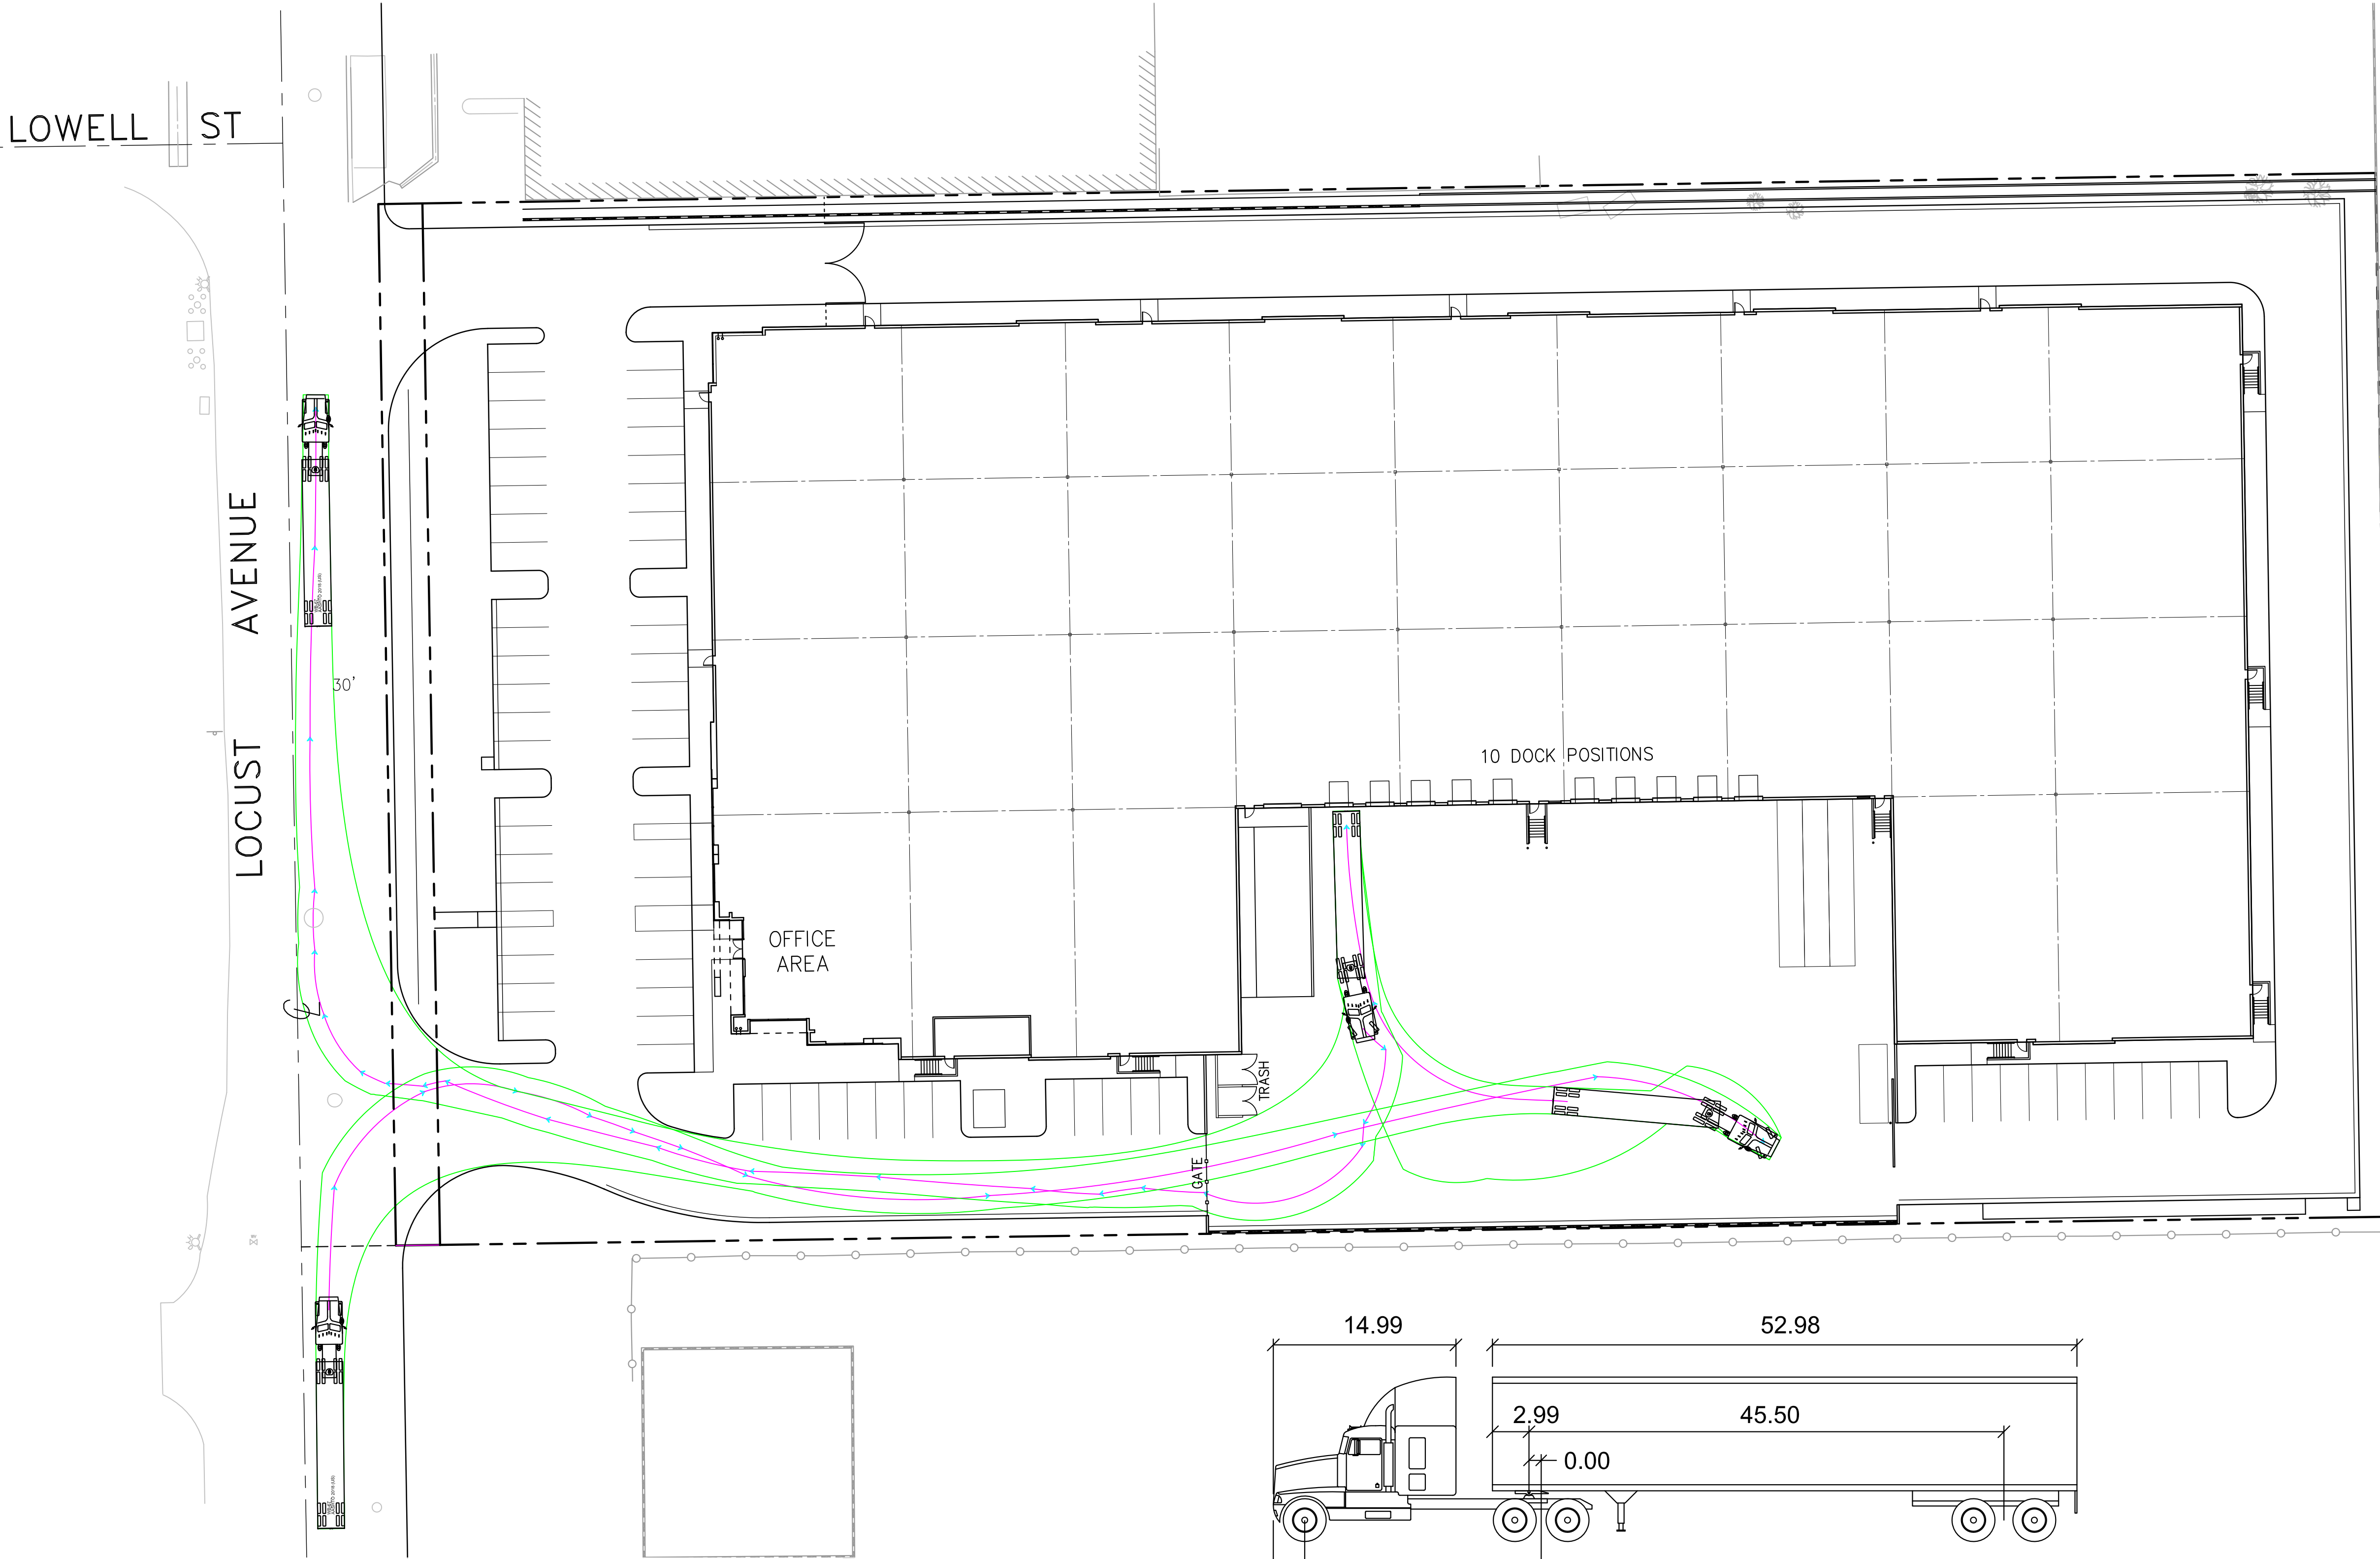 LOWELL ST
LOCUST AVENUE
30'
10 DOCK POSITIONS
OFFICE
AREA
TRASH
GATE
14.99
52.98
2.99
45.50
0.00